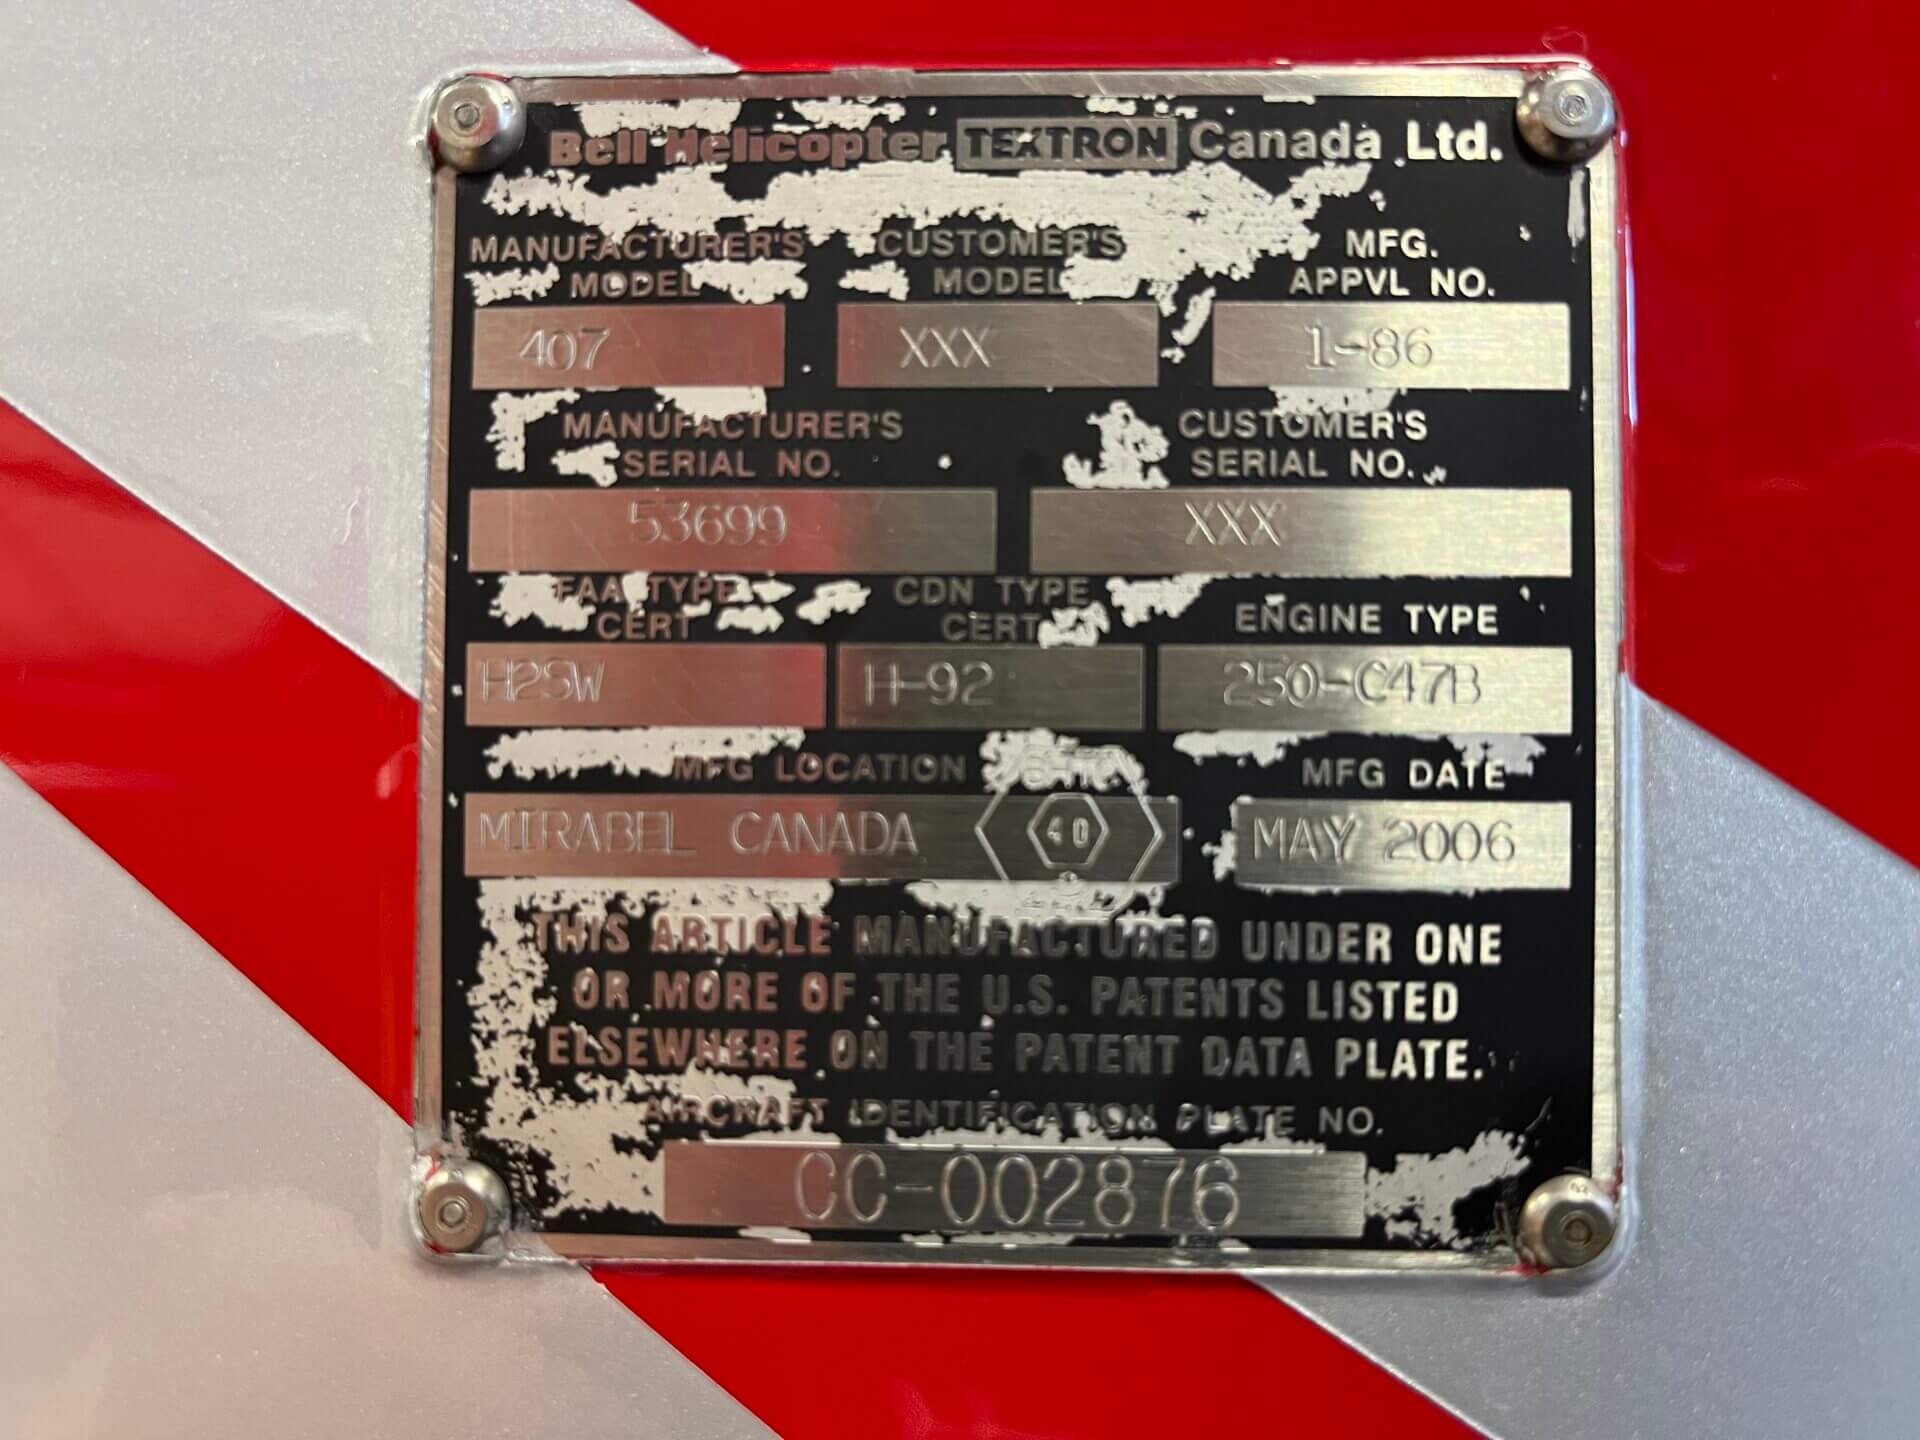 Bell Helicopter TEXTRON Canada Ltd.
MANUFACTURER'S MODEL
CUSTOMER'S MODEL
MFG. APPVL NO.
407
XXX
1-86
MANUFACTURER'S SERIAL NO.
CUSTOMER'S SERIAL NO.
53699
XXX
FAA TYPE CERT
CDN TYPE CERT
ENGINE TYPE
H2SW
H-92
250-C47B
MFG LOCATION
MFG DATE
MIRABEL CANADA
40
MAY 2006
THIS ARTICLE MANUFACTURED UNDER ONE
OR MORE OF THE U.S. PATENTS LISTED
ELSEWHERE ON THE PATENT DATA PLATE.
AIRCRAFT IDENTIFICATION PLATE NO.
CC-002876